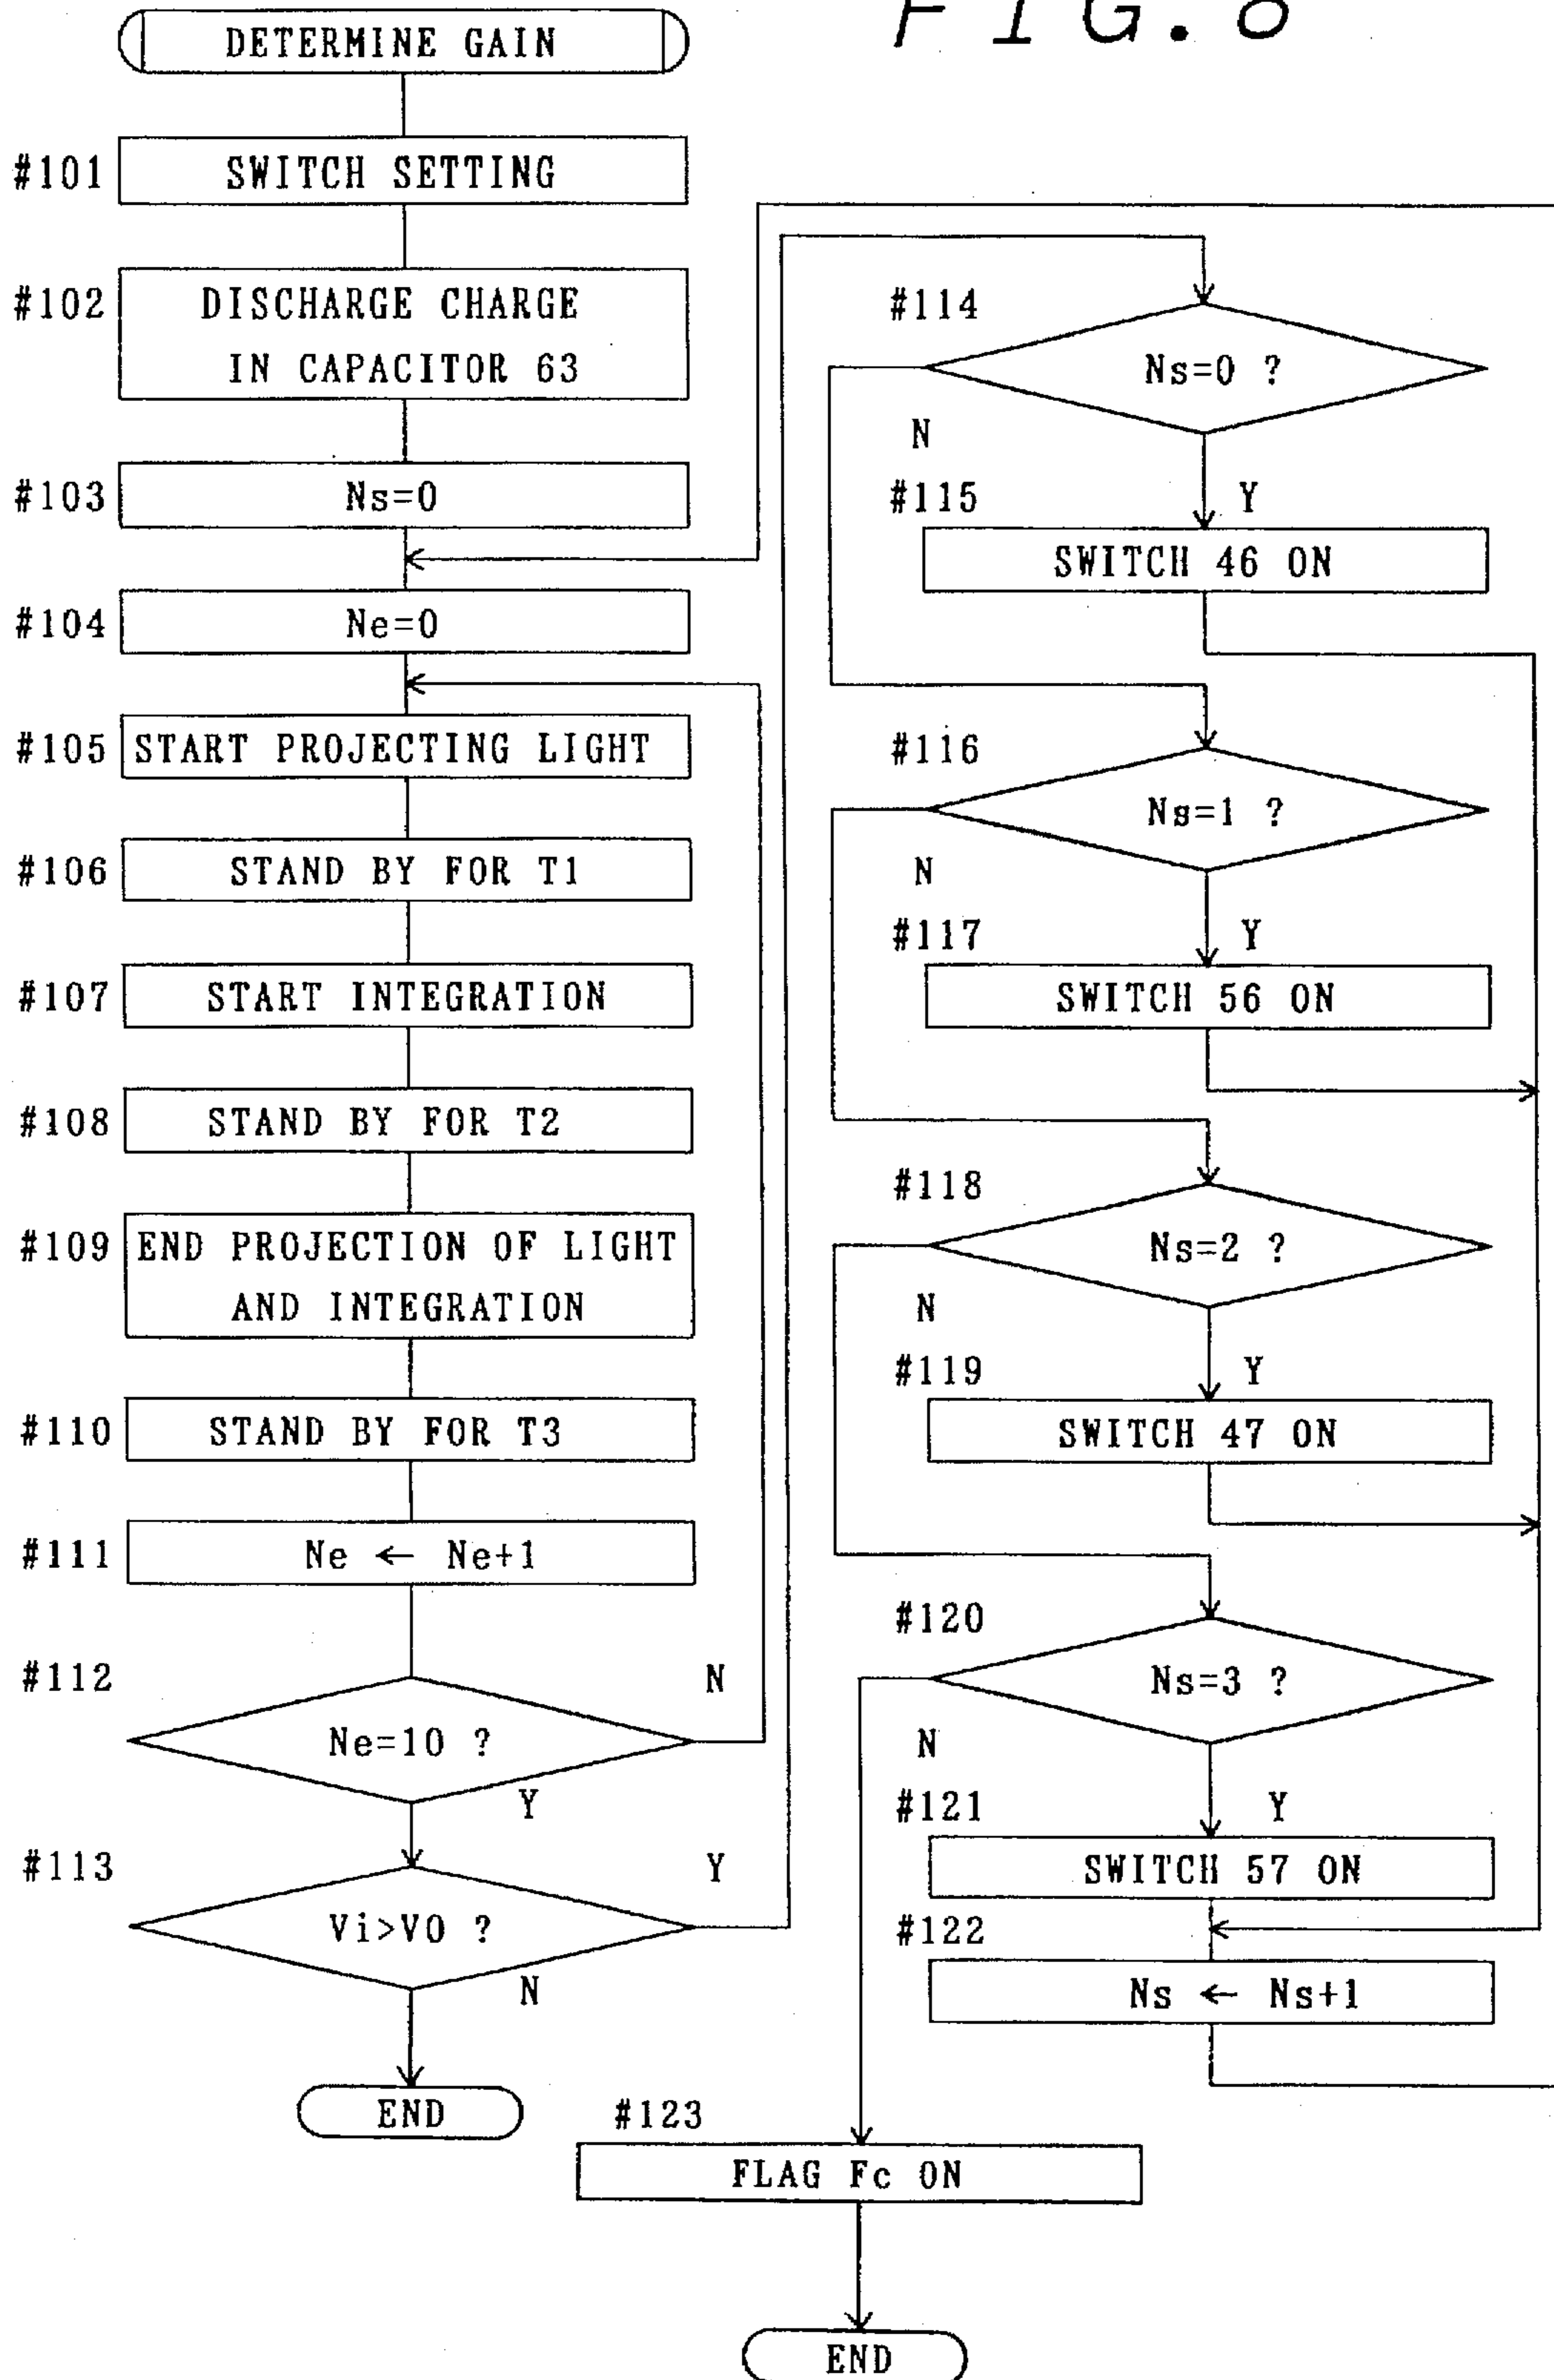 FIG. 8
DETERMINE GAIN
#101 SWITCH SETTING
#102 DISCHARGE CHARGE
IN CAPACITOR 63
#103 Ns=0
#104 Ne=0
#105 START PROJECTING LIGHT
#106 STAND BY FOR T1
#107 START INTEGRATION
#108 STAND BY FOR T2
#109 END PROJECTION OF LIGHT
AND INTEGRATION
#110 STAND BY FOR T3
#111 Ne ← Ne+1
#112 N
Ne=10 ?
Y
#113 Y
Vi>V0 ?
N
END
#114
Ns=0 ?
N
#115 Y
SWITCH 46 ON
#116
Ns=1 ?
N
#117 Y
SWITCH 56 ON
#118
Ns=2 ?
N
#119 Y
SWITCH 47 ON
#120
Ns=3 ?
N
#121 Y
SWITCH 57 ON
#122
Ns ← Ns+1
#123
FLAG Fc ON
END